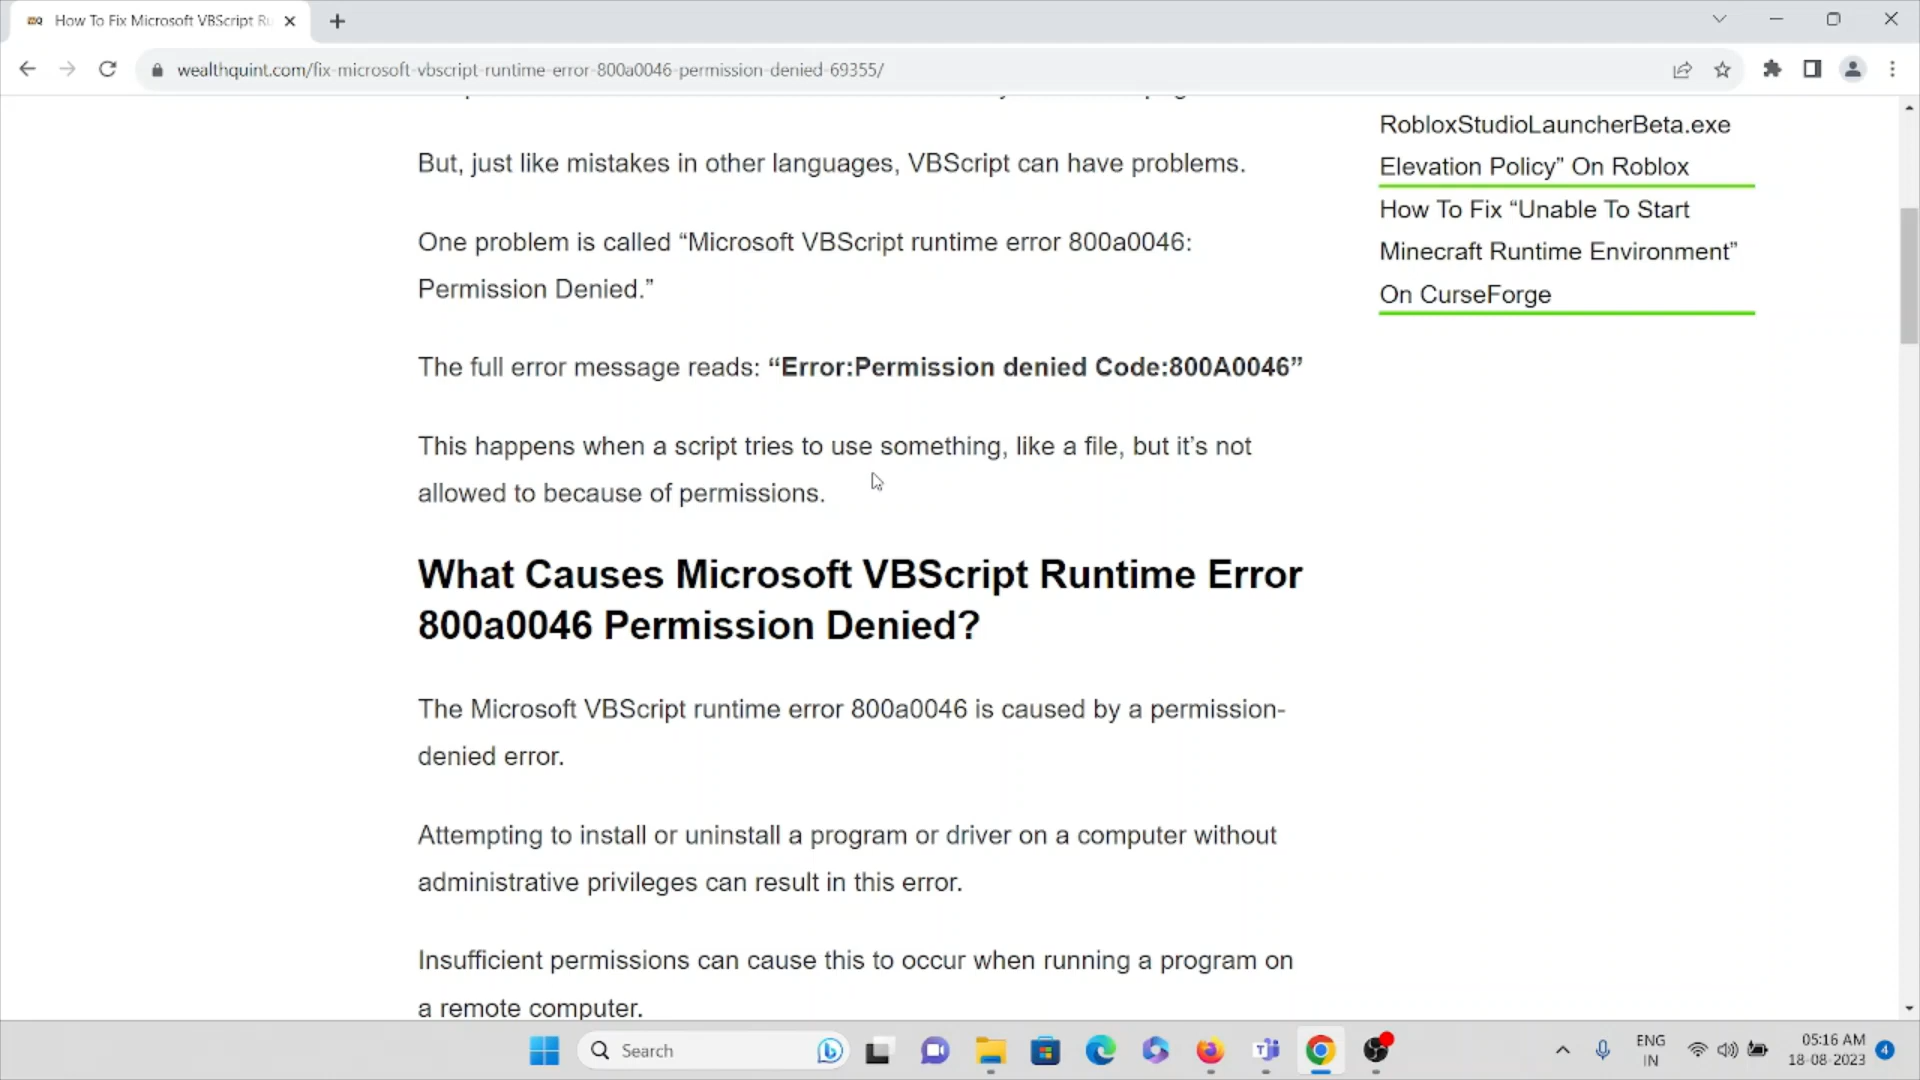 How To Fix Microsoft VBScript Ru
wealthquint.com/fix-microsoft-vbscript-runtime-error-800a0046-permission-denied-69355/
But, just like mistakes in other languages, VBScript can have problems.
One problem is called “Microsoft VBScript runtime error 800a0046:
Permission Denied.”
The full error message reads: “Error:Permission denied Code:800A0046”
This happens when a script tries to use something, like a file, but it’s not
allowed to because of permissions.
What Causes Microsoft VBScript Runtime Error
800a0046 Permission Denied?
The Microsoft VBScript runtime error 800a0046 is caused by a permission-
denied error.
Attempting to install or uninstall a program or driver on a computer without
administrative privileges can result in this error.
Insufficient permissions can cause this to occur when running a program on
a remote computer.
RobloxStudioLauncherBeta.exe
Elevation Policy” On Roblox
How To Fix “Unable To Start
Minecraft Runtime Environment”
On CurseForge
Search
ENG
IN
05:16 AM
18-08-2023
4